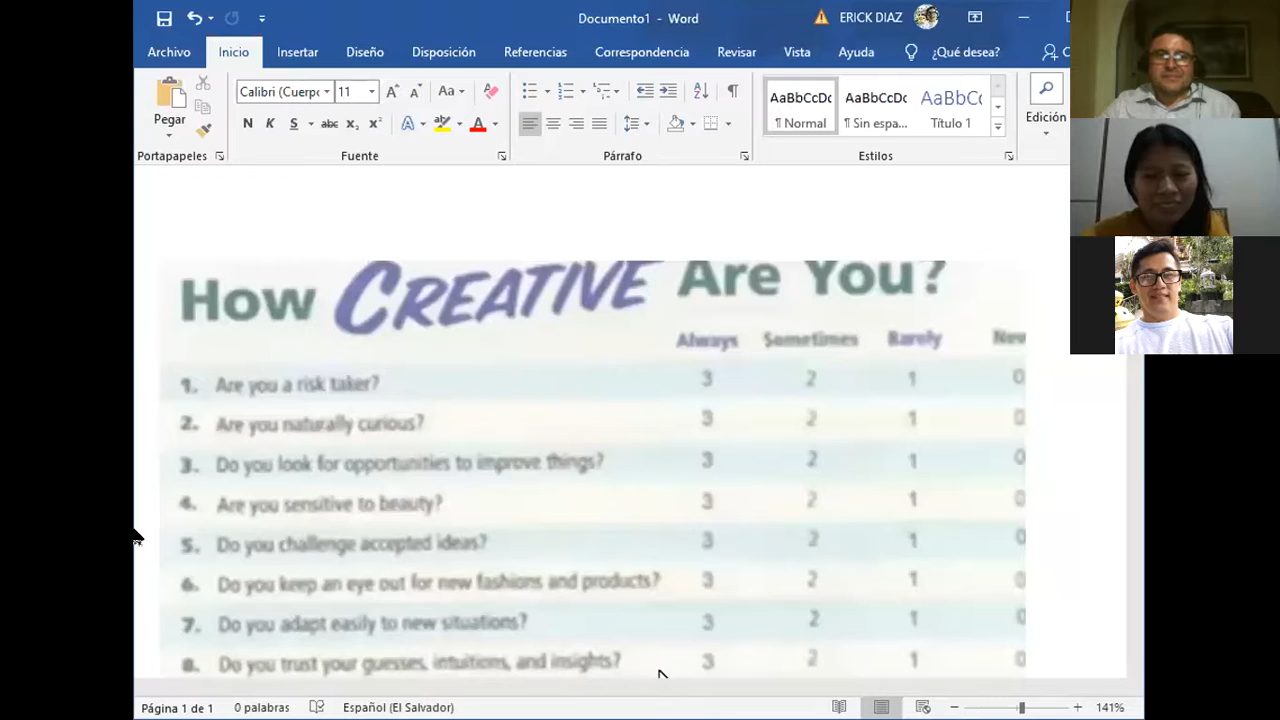 Documento1 - Word
ERICK DIAZ
Archivo Inicio Insertar Diseño Disposición Referencias Correspondencia Revisar Vista Ayuda ¿Qué desea?
Calibri (Cuerpo 11 Aa
Pegar
N K S abc x₂ x² A A
AaBbCcDc AaBbCcDc AaBbCc
¶ Normal ¶ Sin espa... Título 1
Edición
Portapapeles Fuente Párrafo Estilos
How CREATIVE Are You?
Always Sometimes Rarely Nev
1. Are you a risk taker? 3 2 1 0
2. Are you naturally curious? 3 2 1 0
3. Do you look for opportunities to improve things? 3 2 1 0
4. Are you sensitive to beauty? 3 2 1 0
5. Do you challenge accepted ideas? 3 2 1 0
6. Do you keep an eye out for new fashions and products? 3 2 1 0
7. Do you adapt easily to new situations? 3 2 1 0
8. Do you trust your guesses, intuitions, and insights? 3 2 1 0
Página 1 de 1 0 palabras Español (El Salvador) 141%